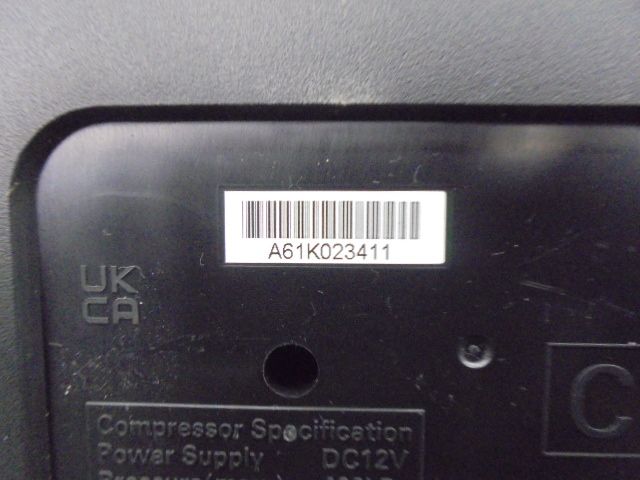 A61K023411
UK
CA
C
Compressor Specification
Power Supply DC12V